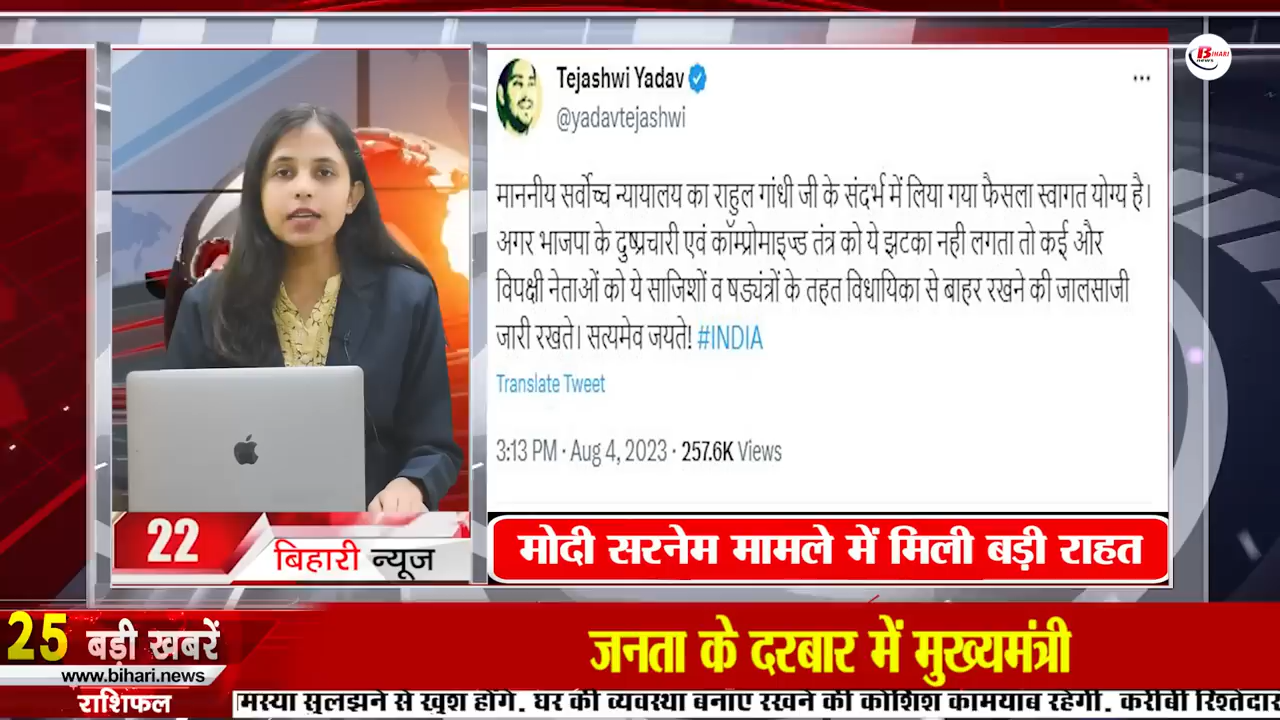 BIHARI
news
Tejashwi Yadav
@yadavtejashwi
माननीय सर्वोच्च न्यायालय का राहुल गांधी जी के संदर्भ में लिया गया फैसला स्वागत योग्य है।
अगर भाजपा के दुष्प्रचारी एवं कॉम्प्रोमाइज्ड तंत्र को ये झटका नही लगता तो कई और
विपक्षी नेताओं को ये साजिशों व षड्यंत्रों के तहत विधायिका से बाहर रखने की जालसाजी
जारी रखते। सत्यमेव जयते! #INDIA
Translate Tweet
3:13 PM · Aug 4, 2023 · 257.6K Views
22
बिहारी न्यूज
मोदी सरनेम मामले में मिली बड़ी राहत
25 बड़ी खबरें
www.bihari.news
जनता के दरबार में मुख्यमंत्री
राशिफल
मस्या सुलझने से खुश होंगे. घर की व्यवस्था बनाए रखने की कोशिश कामयाब रहेगी. करीबी रिश्तेदार